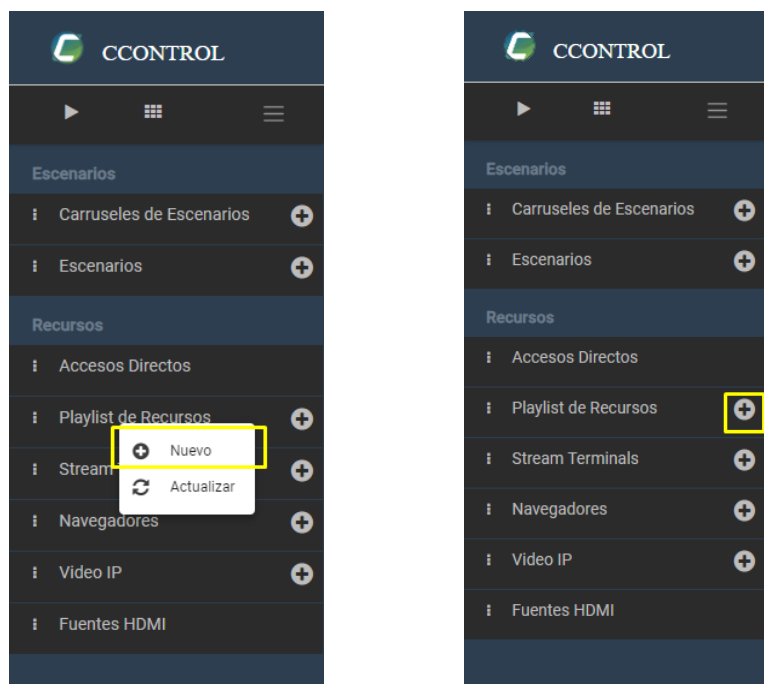 CCONTROL
Escenarios
Carruseles de Escenarios
Escenarios
Recursos
Accesos Directos
Playlist de Recursos
Nuevo
Stream
Actualizar
Navegadores
Video IP
Fuentes HDMI
CCONTROL
Escenarios
Carruseles de Escenarios
Escenarios
Recursos
Accesos Directos
Playlist de Recursos
Stream Terminals
Navegadores
Video IP
Fuentes HDMI